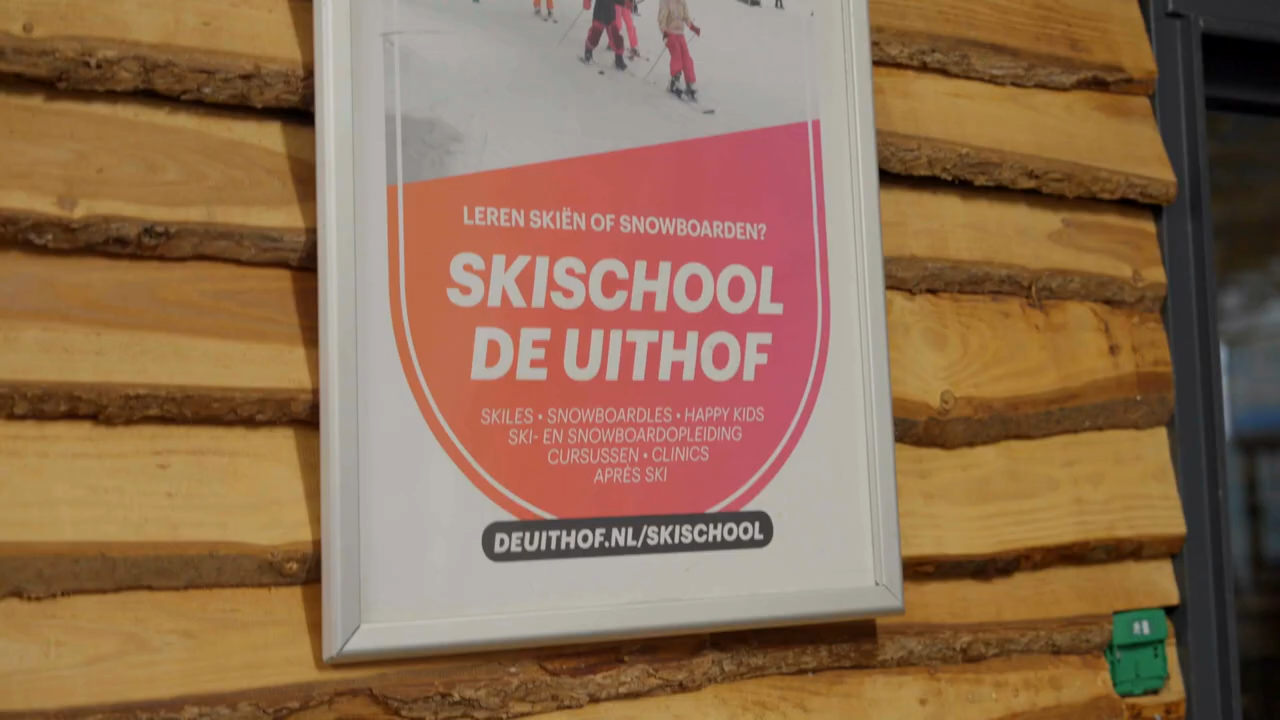 LEREN SKIËN OF SNOWBOARDEN?
SKISCHOOL
DE UITHOF
SKILES • SNOWBOARDLES • HAPPY KIDS
SKI- EN SNOWBOARDOPLEIDING
CURSUSSEN • CLINICS
APRÈS SKI
DEUITHOF.NL/SKISCHOOL